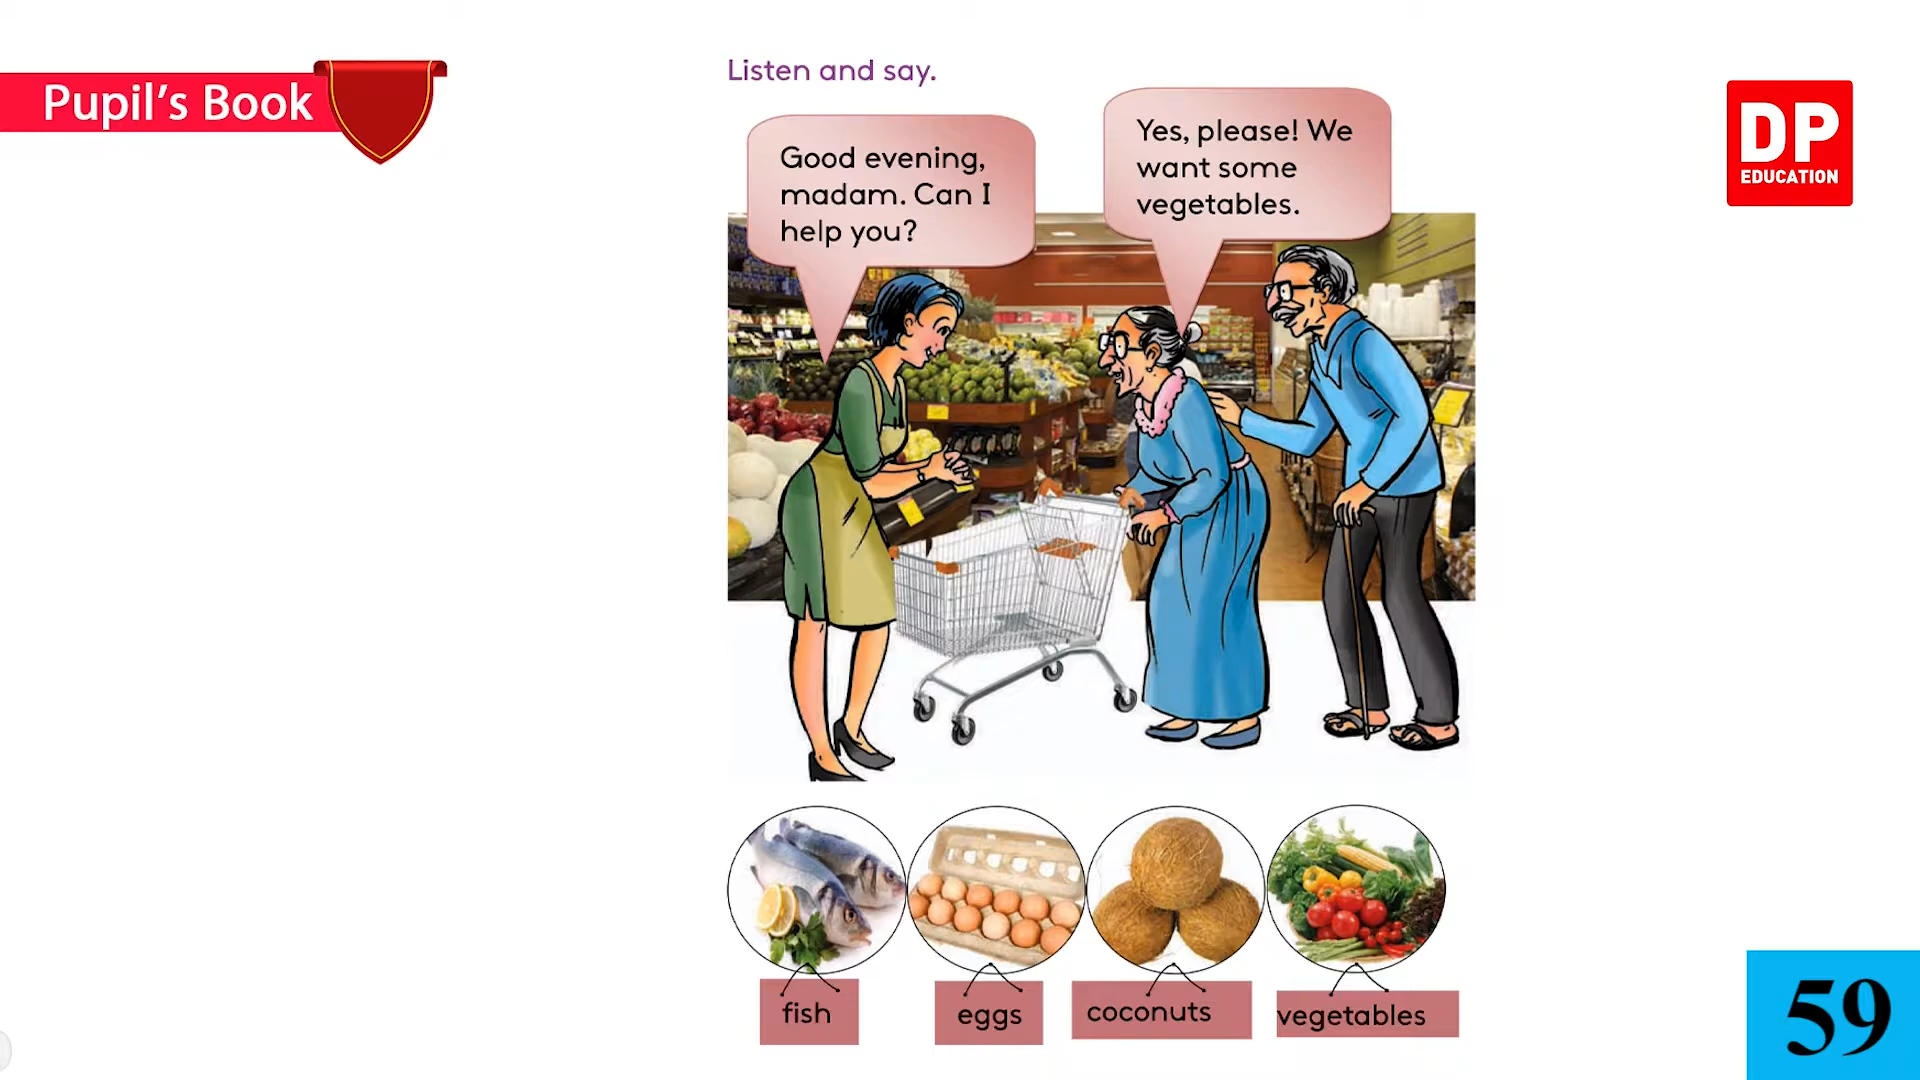 Pupil's Book
Listen and say.
Good evening,
madam. Can I
help you?
Yes, please! We
want some
vegetables.
DP
EDUCATION
fish
eggs
coconuts
vegetables
59